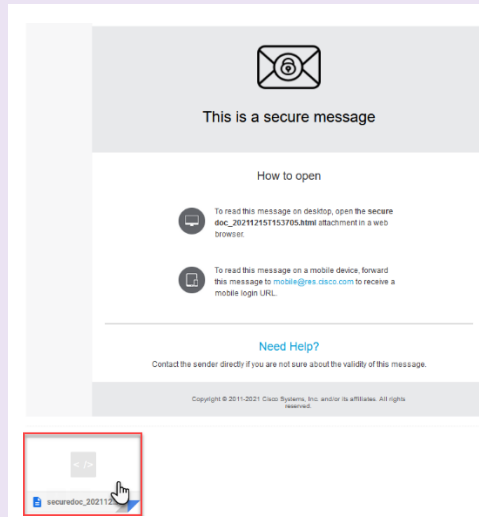 This is a secure message
How to open
To read this message on desktop, open the secure
doc_20211215T153705.html attachment in a web
browser.
To read this message on a mobile device, forward
this message to mobile@res.cisco.com to receive a
mobile login URL.
Need Help?
Contact the sender directly if you are not sure about the validity of this message.
Copyright © 2011-2021 Cisco Systems, Inc. and/or its affiliates. All rights
reserved.
</> 
securedoc_20211